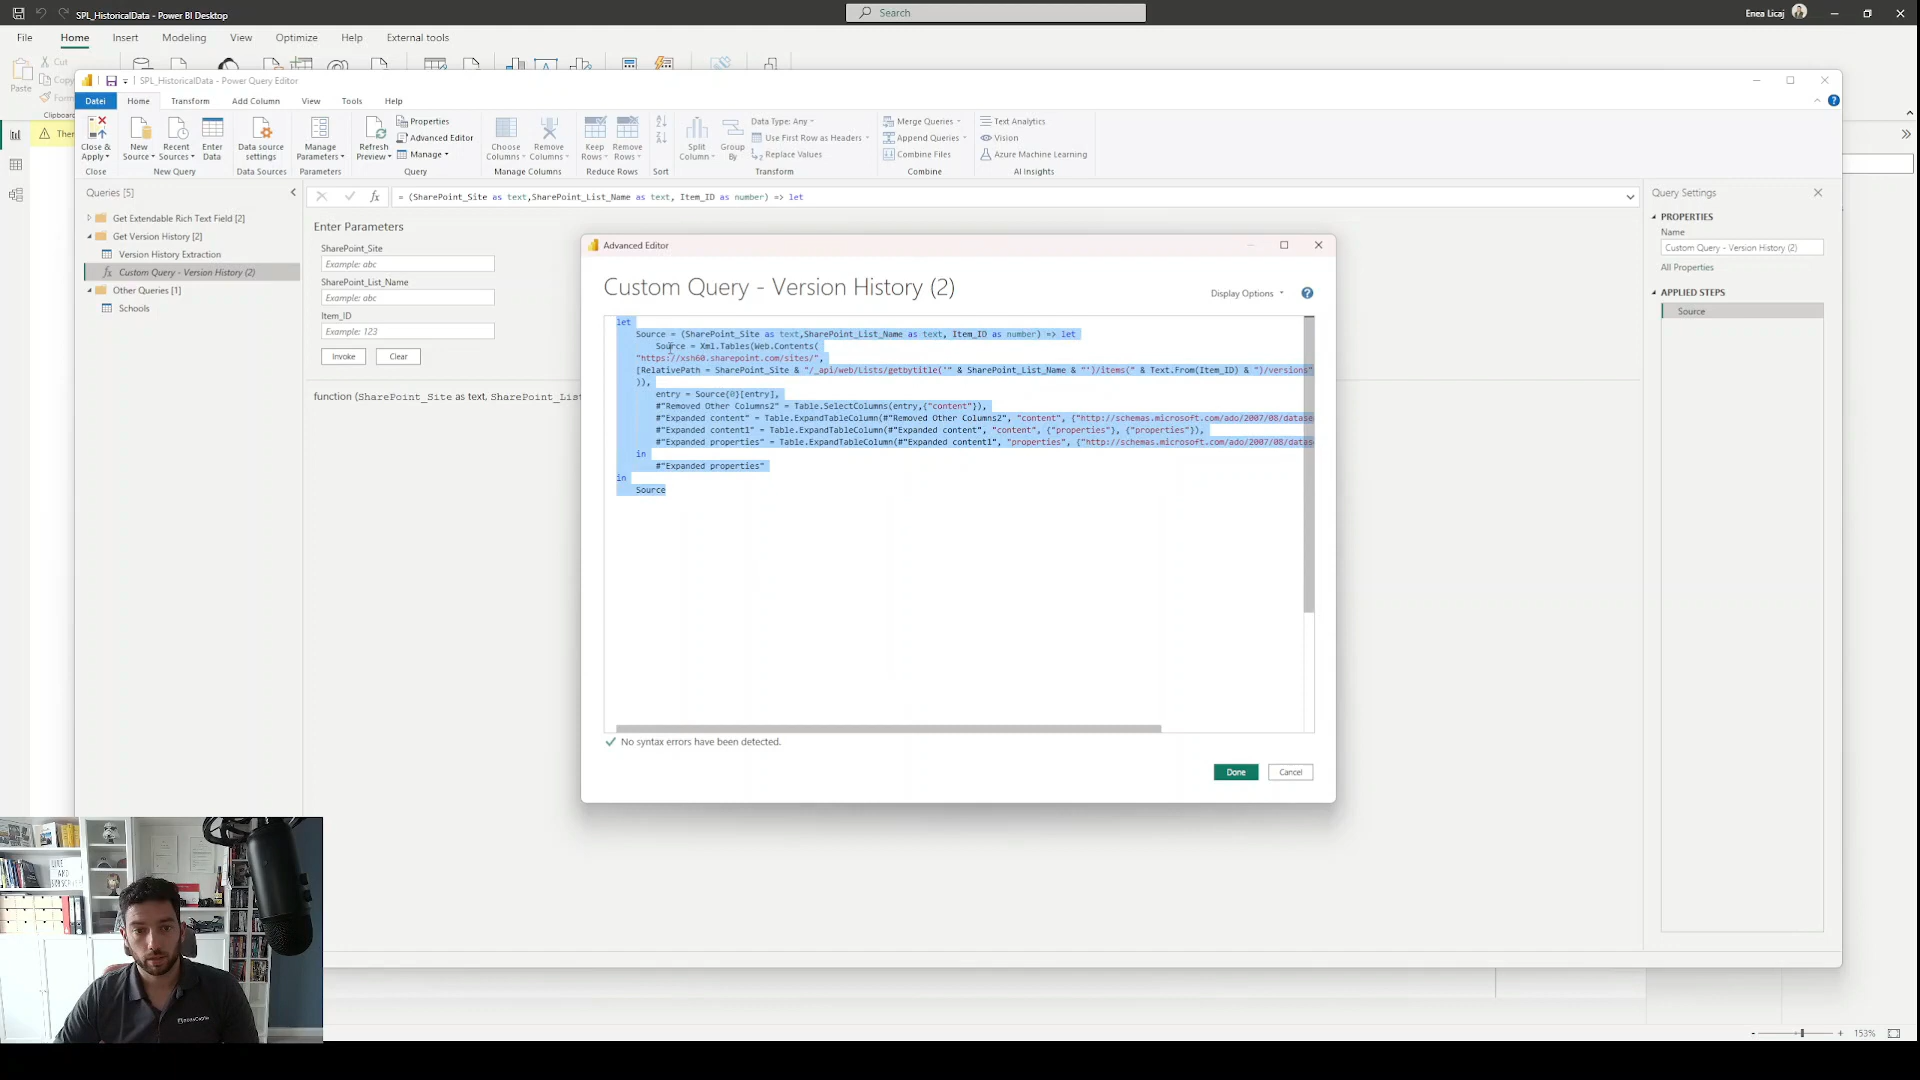 SPL_HistoricalData - Power BI Desktop
Search
Enea Licaj
File Home Insert Modeling View Optimize Help External tools
Paste
Cut
Copy
Form
Clipboard
Ther
SPL_HistoricalData - Power Query Editor
Datei Home Transform Add Column View Tools Help
Close & Apply
Close
New Source
Recent Sources
Enter Data
New Query
Data source settings
Data Sources
Manage Parameters
Parameters
Refresh Preview
Properties
Advanced Editor
Manage
Query
Choose Columns
Remove Columns
Manage Columns
Keep Rows
Remove Rows
Reduce Rows
Sort
Split Column
Group By
Data Type: Any
Use First Row as Headers
Replace Values
Transform
Merge Queries
Append Queries
Combine Files
Combine
Text Analytics
Vision
Azure Machine Learning
AI Insights
Queries [5]
Get Extendable Rich Text Field [2]
Get Version History [2]
Version History Extraction
Custom Query - Version History (2)
Other Queries [1]
Schools
= (SharePoint_Site as text,SharePoint_List_Name as text, Item_ID as number) => let
Enter Parameters
SharePoint_Site
Example: abc
SharePoint_List_Name
Example: abc
Item_ID
Example: 123
Invoke Clear
function (SharePoint_Site as text, SharePoint_List
Advanced Editor
Custom Query - Version History (2)
Display Options
let
Source = (SharePoint_Site as text,SharePoint_List_Name as text, Item_ID as number) => let
Source = Xml.Tables(Web.Contents(
"https://xsh60.sharepoint.com/sites/",
[RelativePath = SharePoint_Site & "/_api/web/Lists/getbytitle('" & SharePoint_List_Name & "')/items(" & Text.From(Item_ID) & ")/versions"
)),
entry = Source{0}[entry],
#"Removed Other Columns2" = Table.SelectColumns(entry,{"content"}),
#"Expanded content" = Table.ExpandTableColumn(#"Removed Other Columns2", "content", {"http://schemas.microsoft.com/ado/2007/08/datase
#"Expanded content1" = Table.ExpandTableColumn(#"Expanded content", "content", {"properties"}, {"properties"}),
#"Expanded properties" = Table.ExpandTableColumn(#"Expanded content1", "properties", {"http://schemas.microsoft.com/ado/2007/08/datase
in
#"Expanded properties"
in
Source
No syntax errors have been detected.
Done Cancel
Query Settings
PROPERTIES
Name
Custom Query - Version History (2)
All Properties
APPLIED STEPS
Source
153%